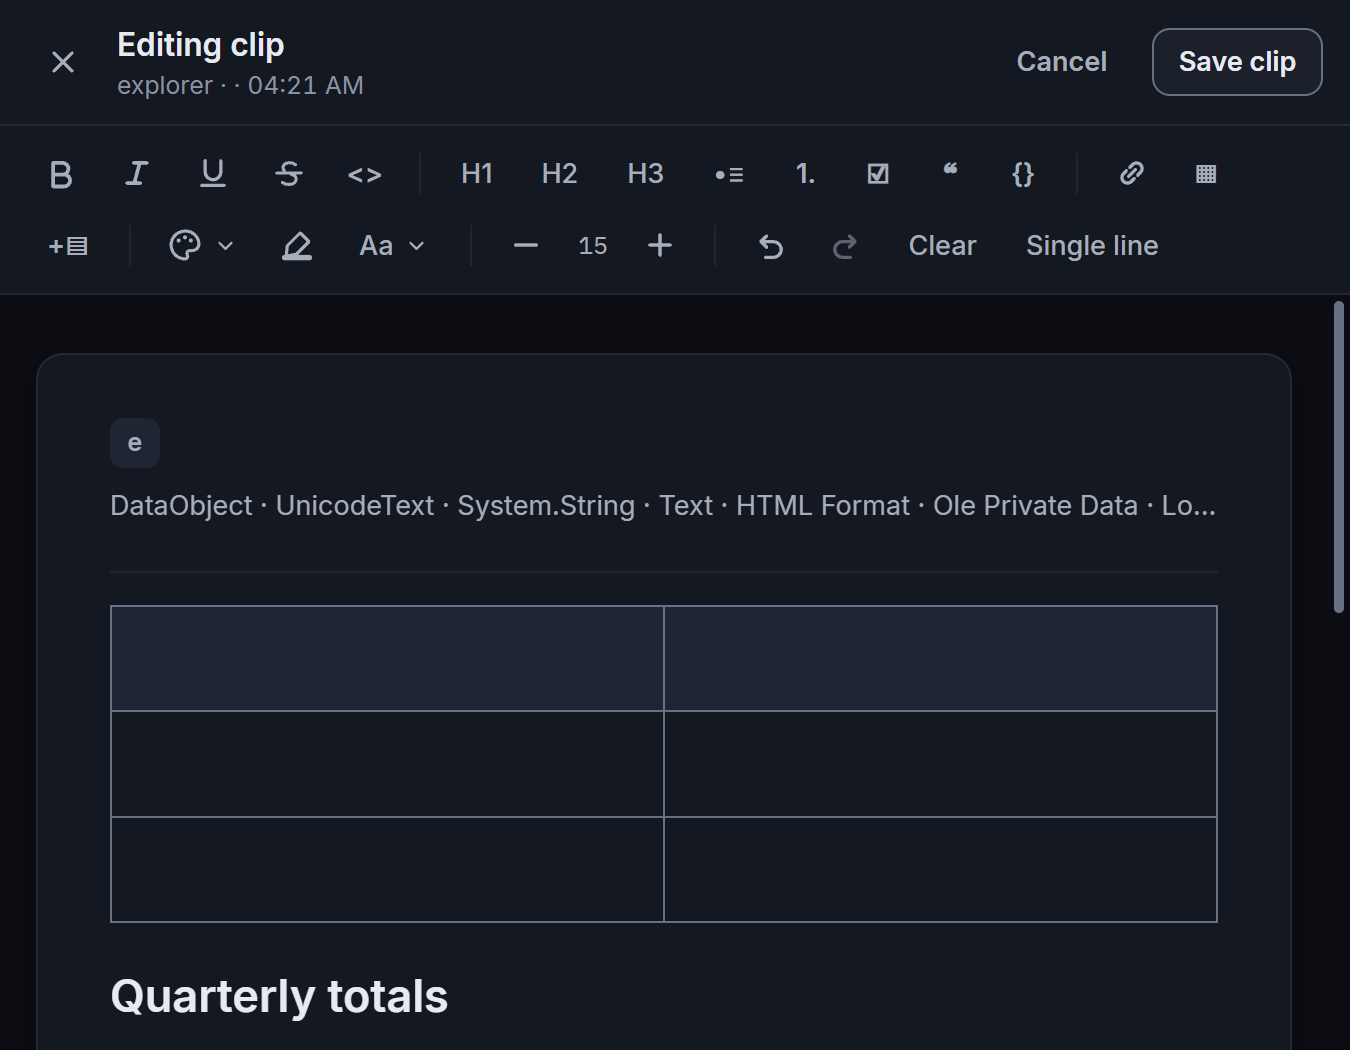 Editing clip
explorer · · 04:21 AM
Cancel
Save clip
B I U S <> H1 H2 H3 •≡ 1. ☑ ❝ {} ▦
+▤ Aa 15 Clear Single line
e
DataObject · UnicodeText · System.String · Text · HTML Format · Ole Private Data · Lo...
Quarterly totals